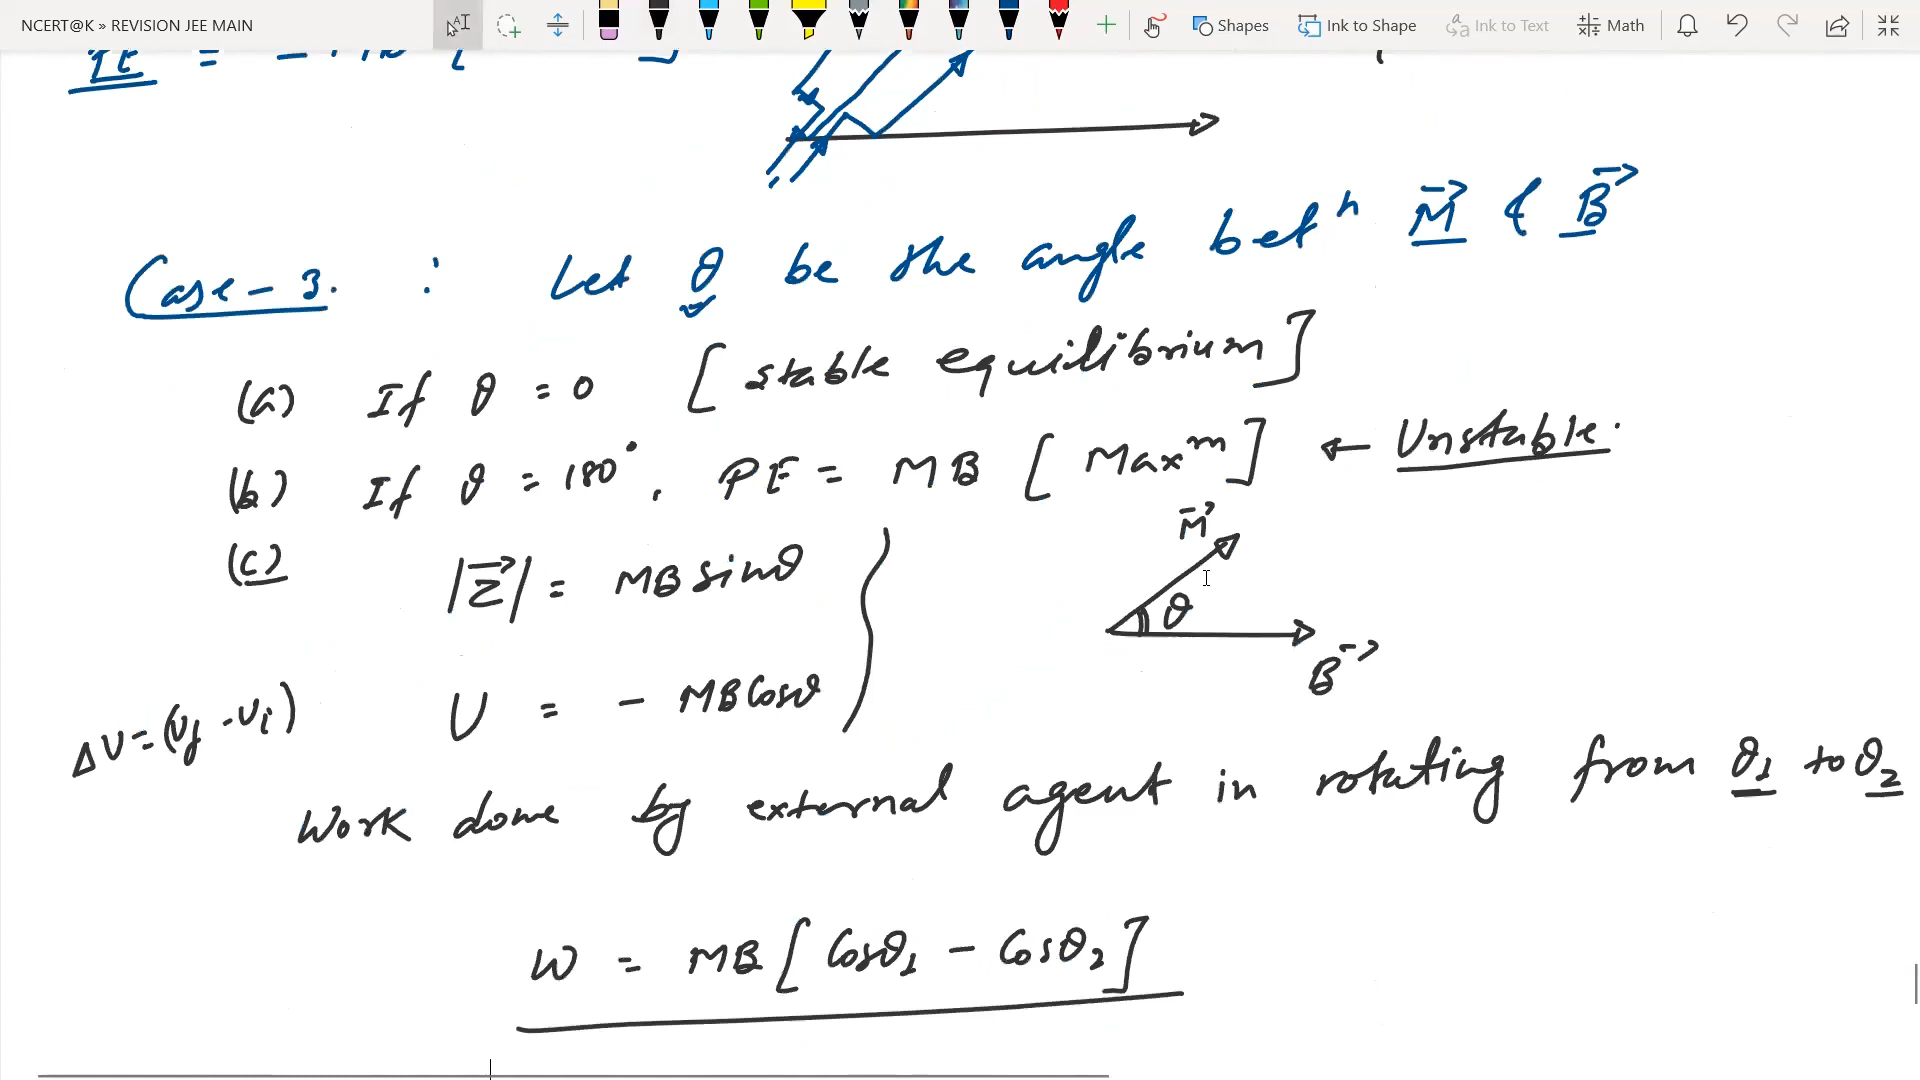 NCERT@K » REVISION JEE MAIN
Shapes Ink to Shape Ink to Text Math
PE = - MB [ ]
Case - 3. : Let θ be the angle betⁿ M⃗ & B⃗
(a) If θ = 0 [ stable equilibrium ]
(b) If θ = 180°, PE = MB [ Maxᵐ ] ← Unstable.
M⃗
(c) |τ⃗| = MB sinθ
θ
B⃗
ΔU = (Uf - Ui) U = - MB Cosθ
Work done by external agent in rotating from θ1 to θ2
W = MB [ Cosθ1 - Cosθ2 ]